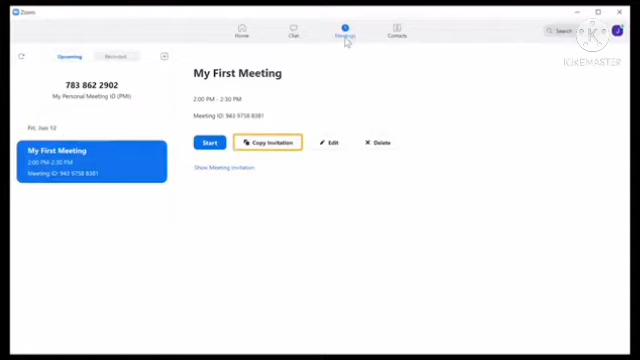 Zoom
Home
Chat
Meetings
Contacts
Search
J
KINEMASTER
Upcoming
Recorded
783 862 2902
My Personal Meeting ID (PMI)
Fri, Jun 12
My First Meeting
2:00 PM-2:30 PM
Meeting ID: 943 9758 8381
My First Meeting
2:00 PM - 2:30 PM
Meeting ID: 943 9758 8381
Start
Copy Invitation
Edit
Delete
Show Meeting Invitation